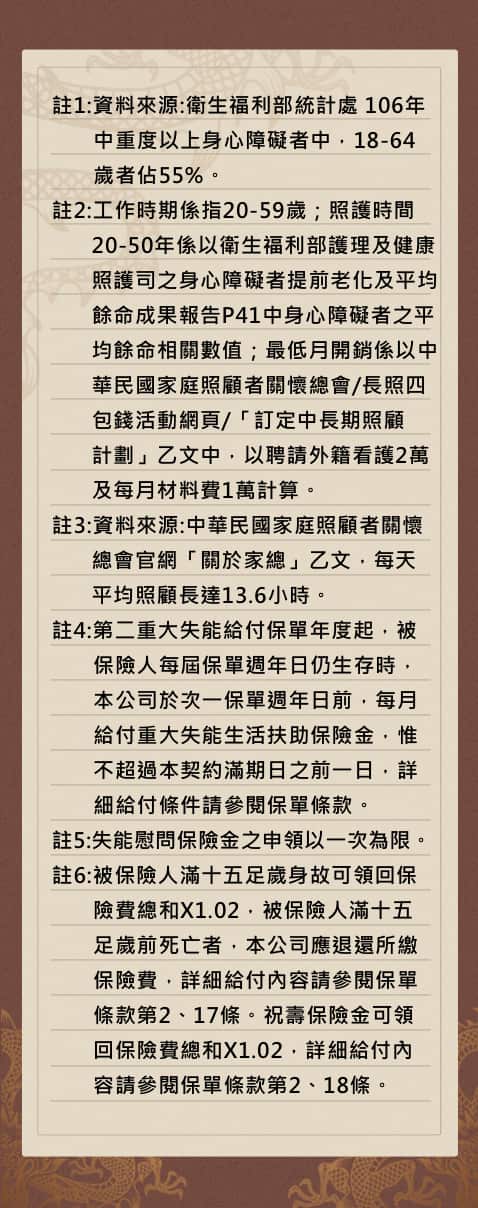 註1:資料來源:衛生福利部統計處 106年
中重度以上身心障礙者中，18-64
歲者佔55%。
註2:工作時期係指20-59歲；照護時間
20-50年係以衛生福利部護理及健康
照護司之身心障礙者提前老化及平均
餘命成果報告P41中身心障礙者之平
均餘命相關數值；最低月開銷係以中
華民國家庭照顧者關懷總會/長照四
包錢活動網頁/「訂定中長期照顧
計劃」乙文中，以聘請外籍看護2萬
及每月材料費1萬計算。
註3:資料來源:中華民國家庭照顧者關懷
總會官網「關於家總」乙文，每天
平均照顧長達13.6小時。
註4:第二重大失能給付保單年度起，被
保險人每屆保單週年日仍生存時，
本公司於次一保單週年日前，每月
給付重大失能生活扶助保險金，惟
不超過本契約滿期日之前一日，詳
細給付條件請參閱保單條款。
註5:失能慰問保險金之申領以一次為限。
註6:被保險人滿十五足歲身故可領回保
險費總和X1.02，被保險人滿十五
足歲前死亡者，本公司應退還所繳
保險費，詳細給付內容請參閱保單
條款第2、17條。祝壽保險金可領
回保險費總和X1.02，詳細給付內
容請參閱保單條款第2、18條。